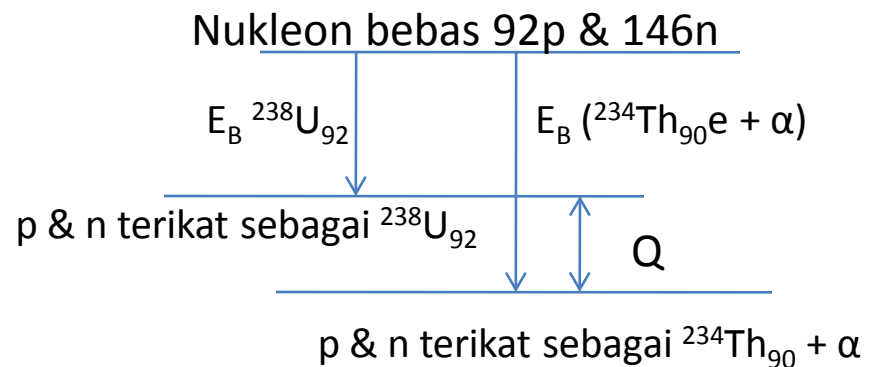 Nukleon bebas 92p & 146n
E_B ²³⁸U₉₂
E_B (²³⁴Th₉₀e + α)
p & n terikat sebagai ²³⁸U₉₂
Q
p & n terikat sebagai ²³⁴Th₉₀ + α